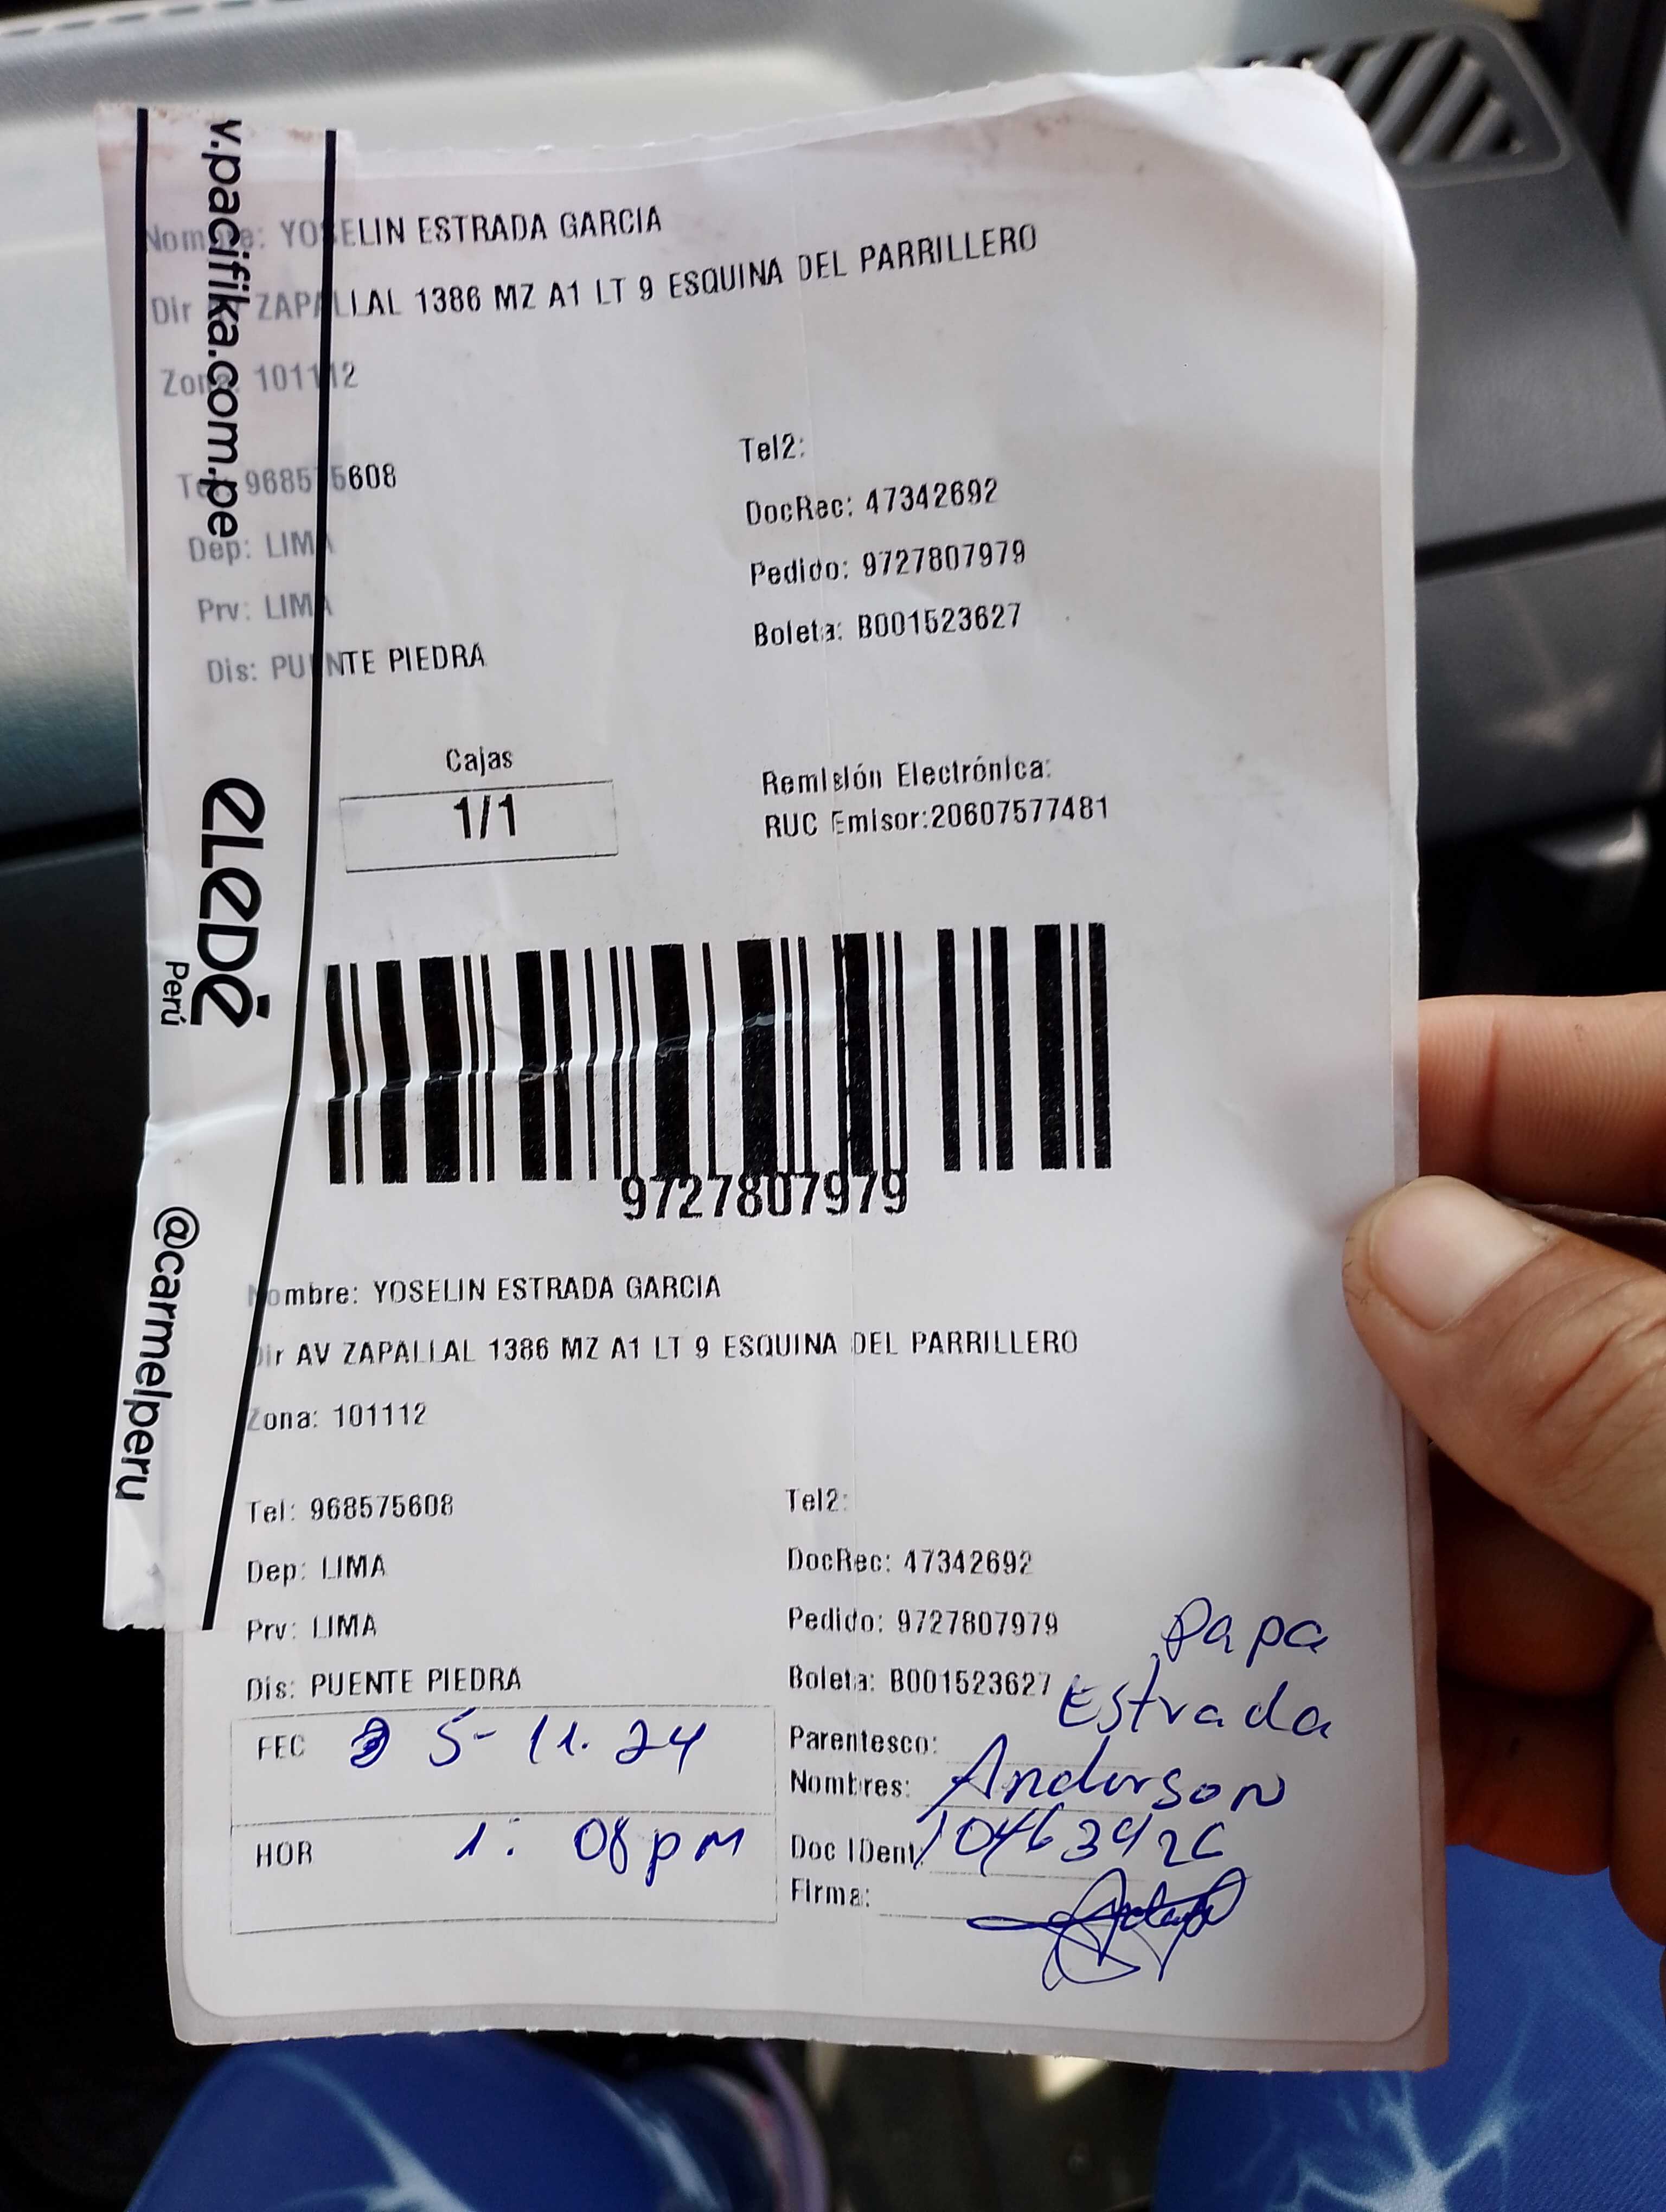 v.pacifika.com.pe
eLeDé
Perú
@carmelperu
Nombre: YOSELIN ESTRADA GARCIA
Dir ZAPALLAL 1386 MZ A1 LT 9 ESQUINA DEL PARRILLERO
Zona: 101112
Tel: 968575608
Tel2:
DocRec: 47342692
Dep: LIMA
Pedido: 9727807979
Prv: LIMA
Boleta: B001523627
Dis: PUENTE PIEDRA
Cajas
1/1
Remisión Electrónica:
RUC Emisor:20607577481
9727807979
Nombre: YOSELIN ESTRADA GARCIA
Dir AV ZAPALLAL 1386 MZ A1 LT 9 ESQUINA DEL PARRILLERO
Zona: 101112
Tel: 968575608
Tel2:
Dep: LIMA
DocRec: 47342692
Prv: LIMA
Pedido: 9727807979
Papa
Dis: PUENTE PIEDRA
Boleta: B001523627
Estrada
FEC 5-11.24
Parentesco:
Nombres: Anderson
HOR 1:08pm
Doc IDent
Firma: